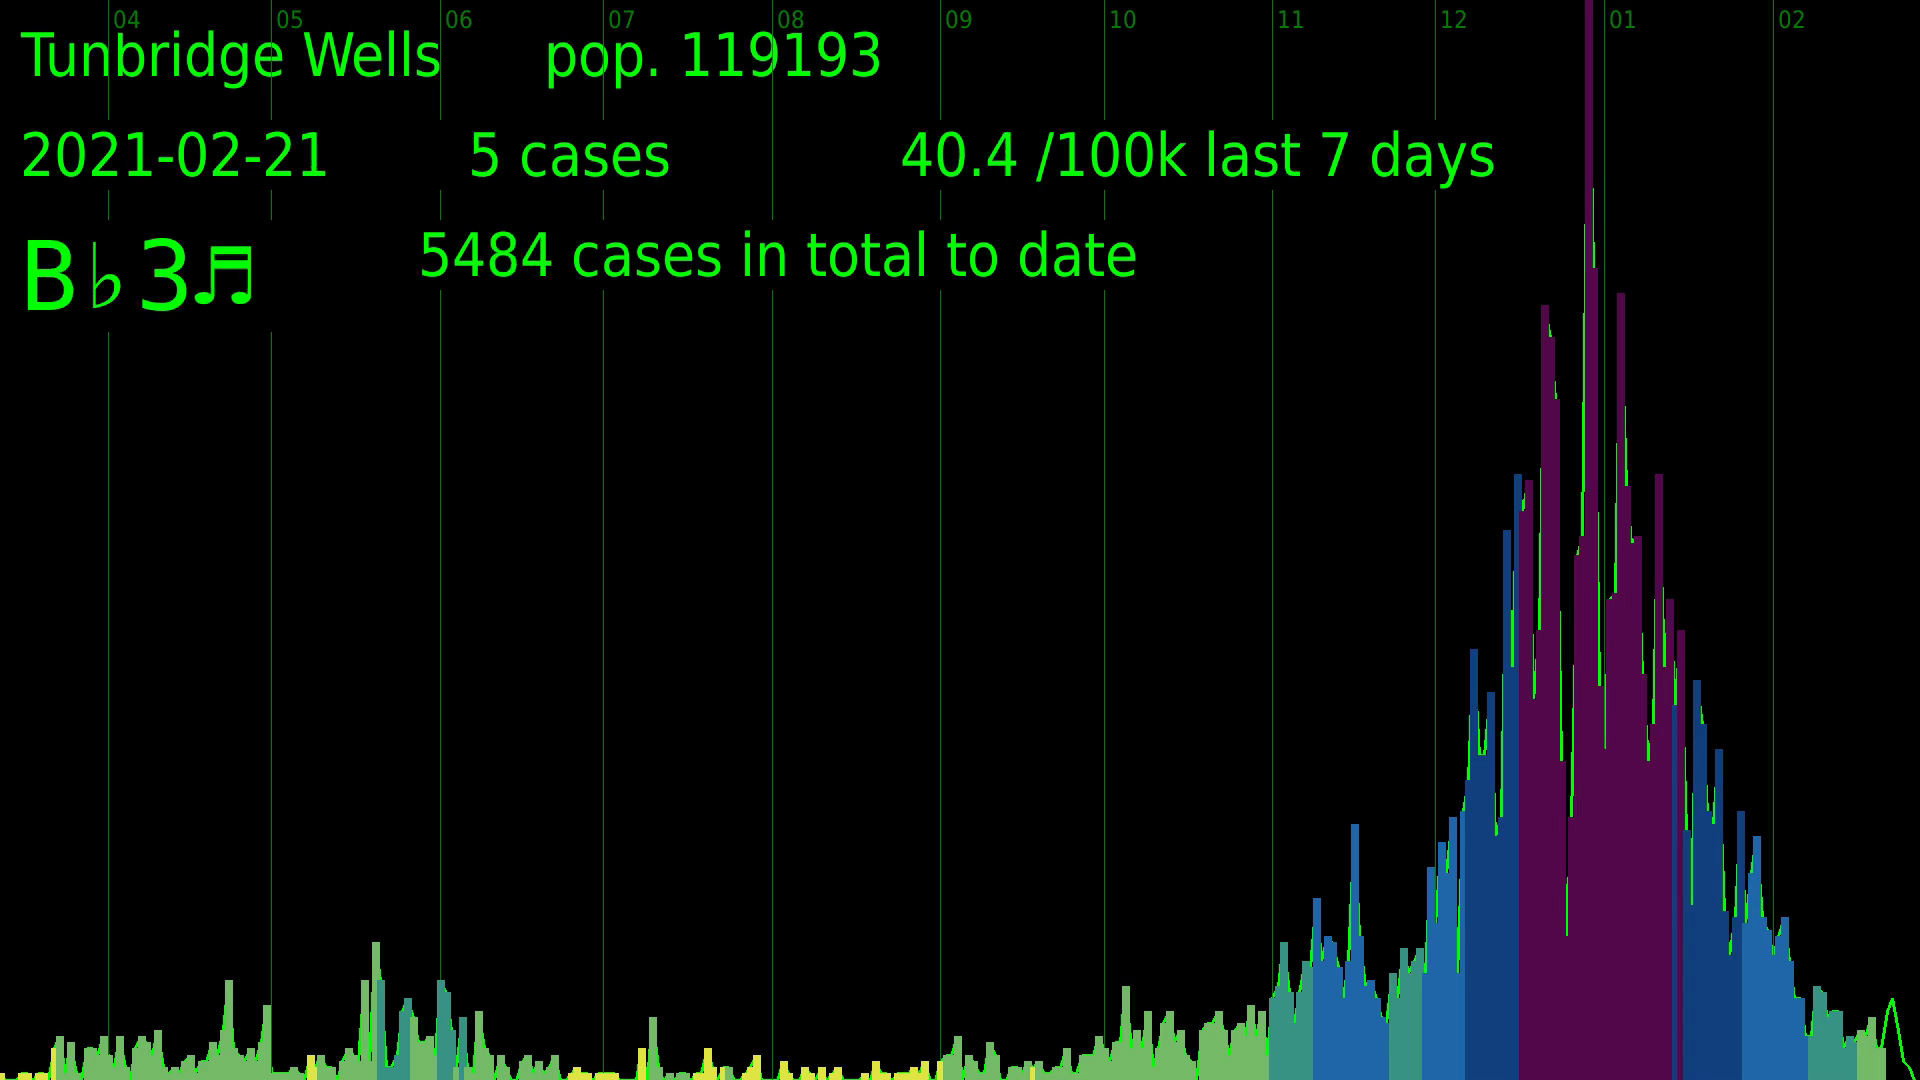 04 05 06 07 08 09 10 11 12 01 02
Tunbridge Wells pop. 119193
2021-02-21 5 cases 40.4 /100k last 7 days
B♭3♬ 5484 cases in total to date